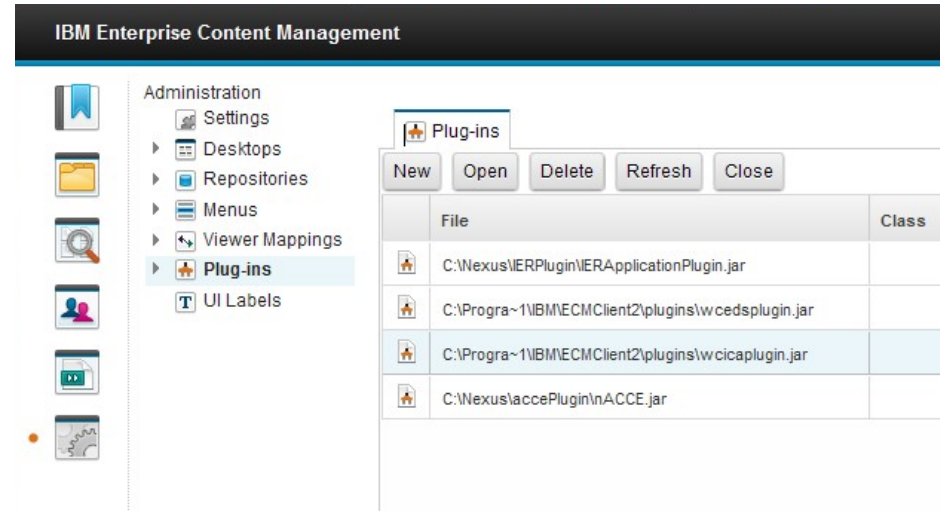 IBM Enterprise Content Management
Administration
Settings
Desktops
Repositories
Menus
Viewer Mappings
Plug-ins
UI Labels
Plug-ins
New Open Delete Refresh Close
File Class
C:\Nexus\IERPlugin\IERApplicationPlugin.jar
C:\Progra~1\IBM\ECMClient2\plugins\wcedsplugin.jar
C:\Progra~1\IBM\ECMClient2\plugins\wcicaplugin.jar
C:\Nexus\accePlugin\nACCE.jar